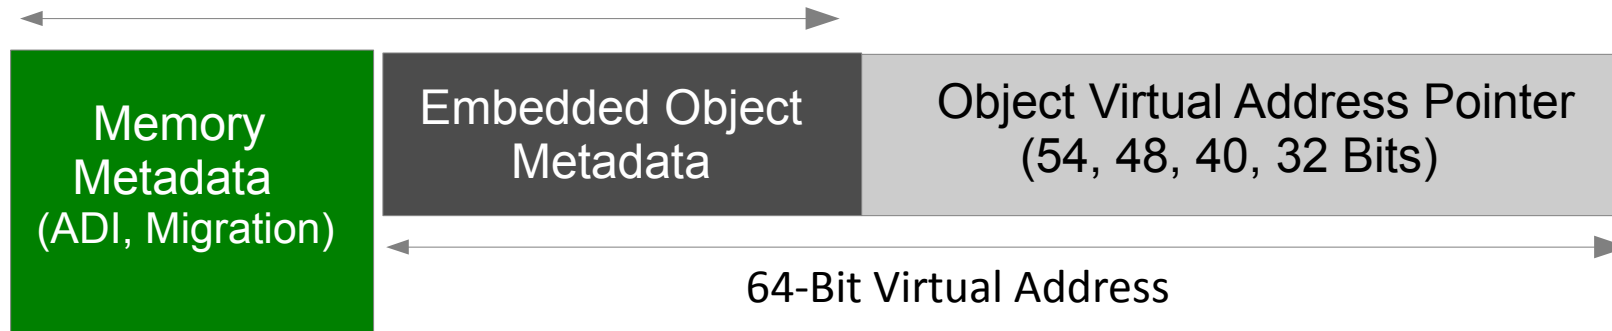 Memory
Metadata
(ADI, Migration)
Embedded Object
Metadata
Object Virtual Address Pointer
(54, 48, 40, 32 Bits)
64-Bit Virtual Address